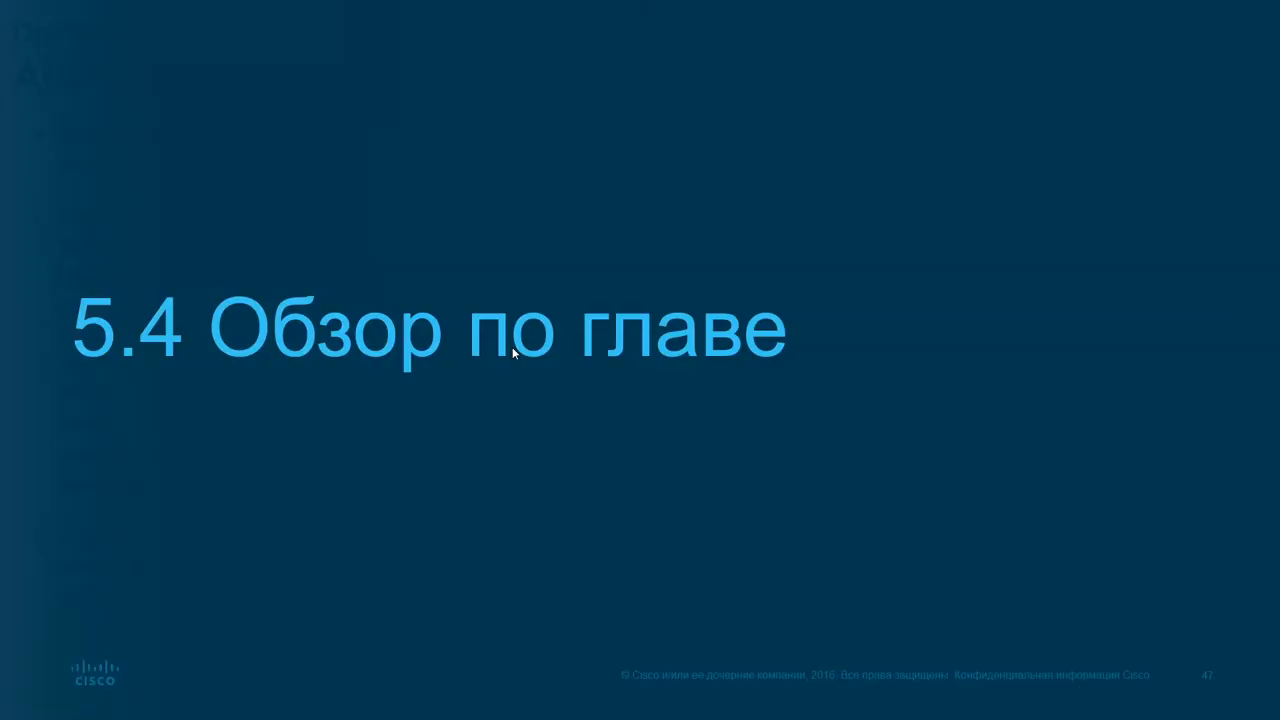 5.4 Обзор по главе
CISCO
© Cisco и/или ее дочерние компании, 2016. Все права защищены. Конфиденциальная информация Cisco
47